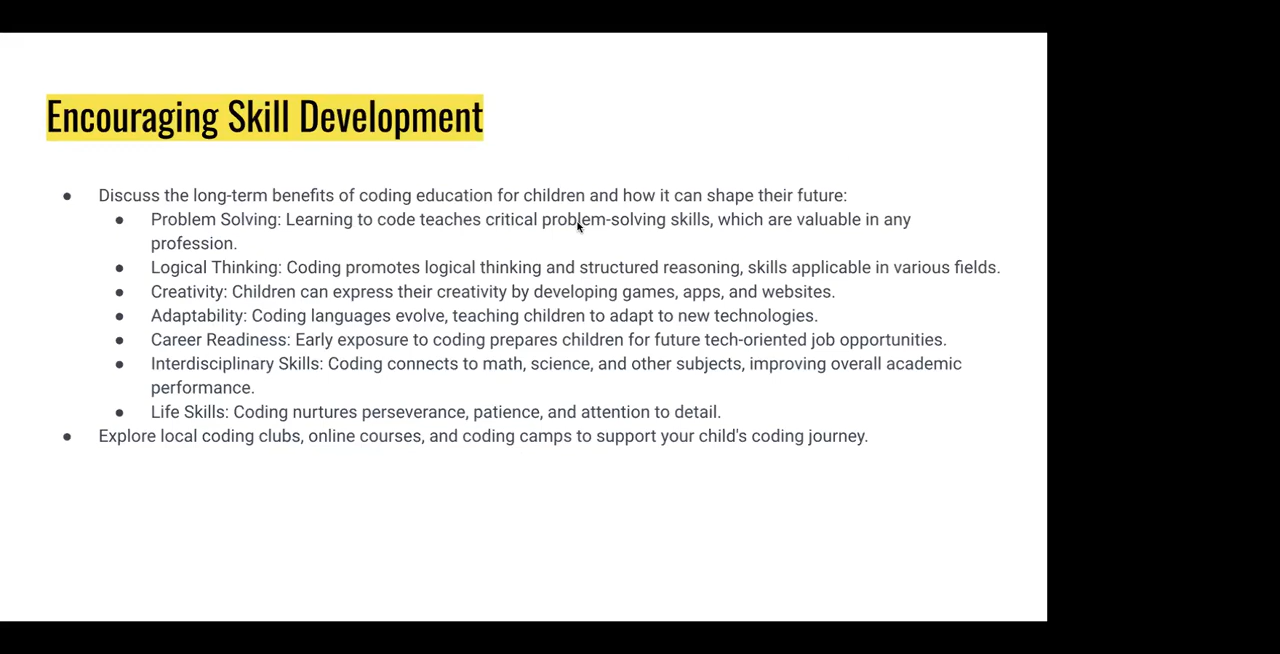 Encouraging Skill Development
● Discuss the long-term benefits of coding education for children and how it can shape their future:
● Problem Solving: Learning to code teaches critical problem-solving skills, which are valuable in any
profession.
● Logical Thinking: Coding promotes logical thinking and structured reasoning, skills applicable in various fields.
● Creativity: Children can express their creativity by developing games, apps, and websites.
● Adaptability: Coding languages evolve, teaching children to adapt to new technologies.
● Career Readiness: Early exposure to coding prepares children for future tech-oriented job opportunities.
● Interdisciplinary Skills: Coding connects to math, science, and other subjects, improving overall academic
performance.
● Life Skills: Coding nurtures perseverance, patience, and attention to detail.
● Explore local coding clubs, online courses, and coding camps to support your child's coding journey.